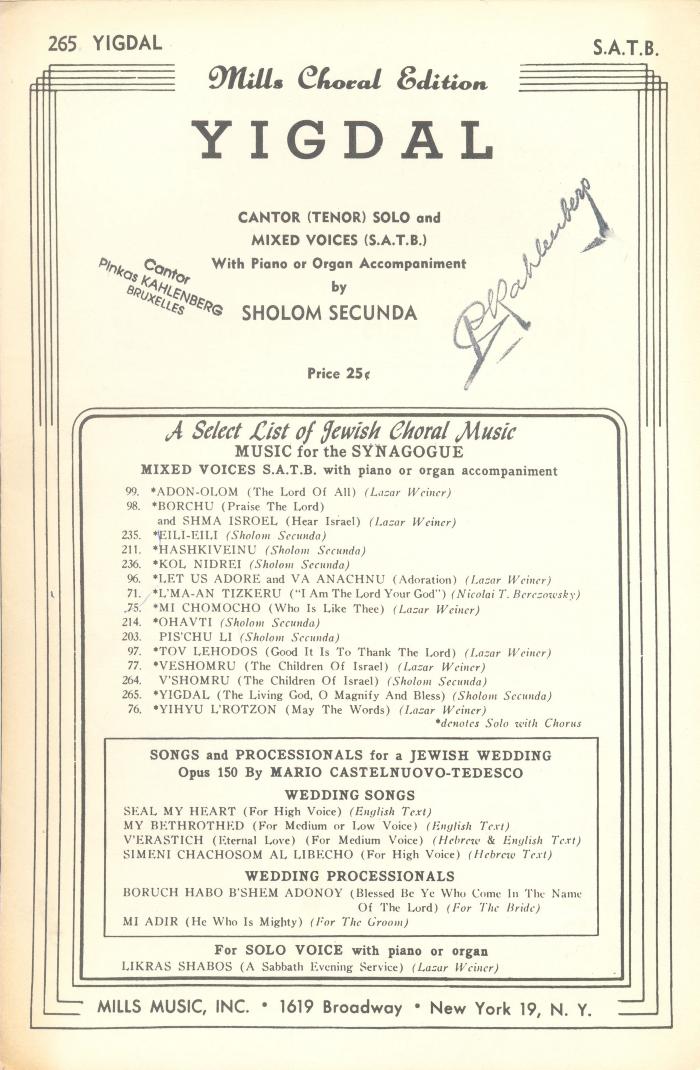 265 YIGDAL
S.A.T.B.
Mills Choral Edition
YIGDAL
CANTOR (TENOR) SOLO and
MIXED VOICES (S.A.T.B.)
With Piano or Organ Accompaniment
by
SHOLOM SECUNDA
Cantor
Pinkas KAHLENBERG
BRUXELLES
PKahlenberg
Price 25¢
A Select List of Jewish Choral Music
MUSIC for the SYNAGOGUE
MIXED VOICES S.A.T.B. with piano or organ accompaniment
99. *ADON-OLOM (The Lord Of All) (Lazar Weiner)
98. *BORCHU (Praise The Lord)
and SHMA ISROEL (Hear Israel) (Lazar Weiner)
235. *EILI-EILI (Sholom Secunda)
211. *HASHKIVEINU (Sholom Secunda)
236. *KOL NIDREI (Sholom Secunda)
96. *LET US ADORE and VA ANACHNU (Adoration) (Lazar Weiner)
71. *L'MA-AN TIZKERU ("I Am The Lord Your God") (Nicolai T. Berezowsky)
75. *MI CHOMOCHO (Who Is Like Thee) (Lazar Weiner)
214. *OHAVTI (Sholom Secunda)
203. PIS'CHU LI (Sholom Secunda)
97. *TOV LEHODOS (Good It Is To Thank The Lord) (Lazar Weiner)
77. *VESHOMRU (The Children Of Israel) (Lazar Weiner)
264. V'SHOMRU (The Children Of Israel) (Sholom Secunda)
265. *YIGDAL (The Living God, O Magnify And Bless) (Sholom Secunda)
76. *YIHYU L'ROTZON (May The Words) (Lazar Weiner)
*denotes Solo with Chorus
SONGS and PROCESSIONALS for a JEWISH WEDDING
Opus 150 By MARIO CASTELNUOVO-TEDESCO
WEDDING SONGS
SEAL MY HEART (For High Voice) (English Text)
MY BETHROTHED (For Medium or Low Voice) (English Text)
V'ERASTICH (Eternal Love) (For Medium Voice) (Hebrew & English Text)
SIMENI CHACHOSOM AL LIBECHO (For High Voice) (Hebrew Text)
WEDDING PROCESSIONALS
BORUCH HABO B'SHEM ADONOY (Blessed Be Ye Who Come In The Name
Of The Lord) (For The Bride)
MI ADIR (He Who Is Mighty) (For The Groom)
For SOLO VOICE with piano or organ
LIKRAS SHABOS (A Sabbath Evening Service) (Lazar Weiner)
MILLS MUSIC, INC. • 1619 Broadway • New York 19, N. Y.